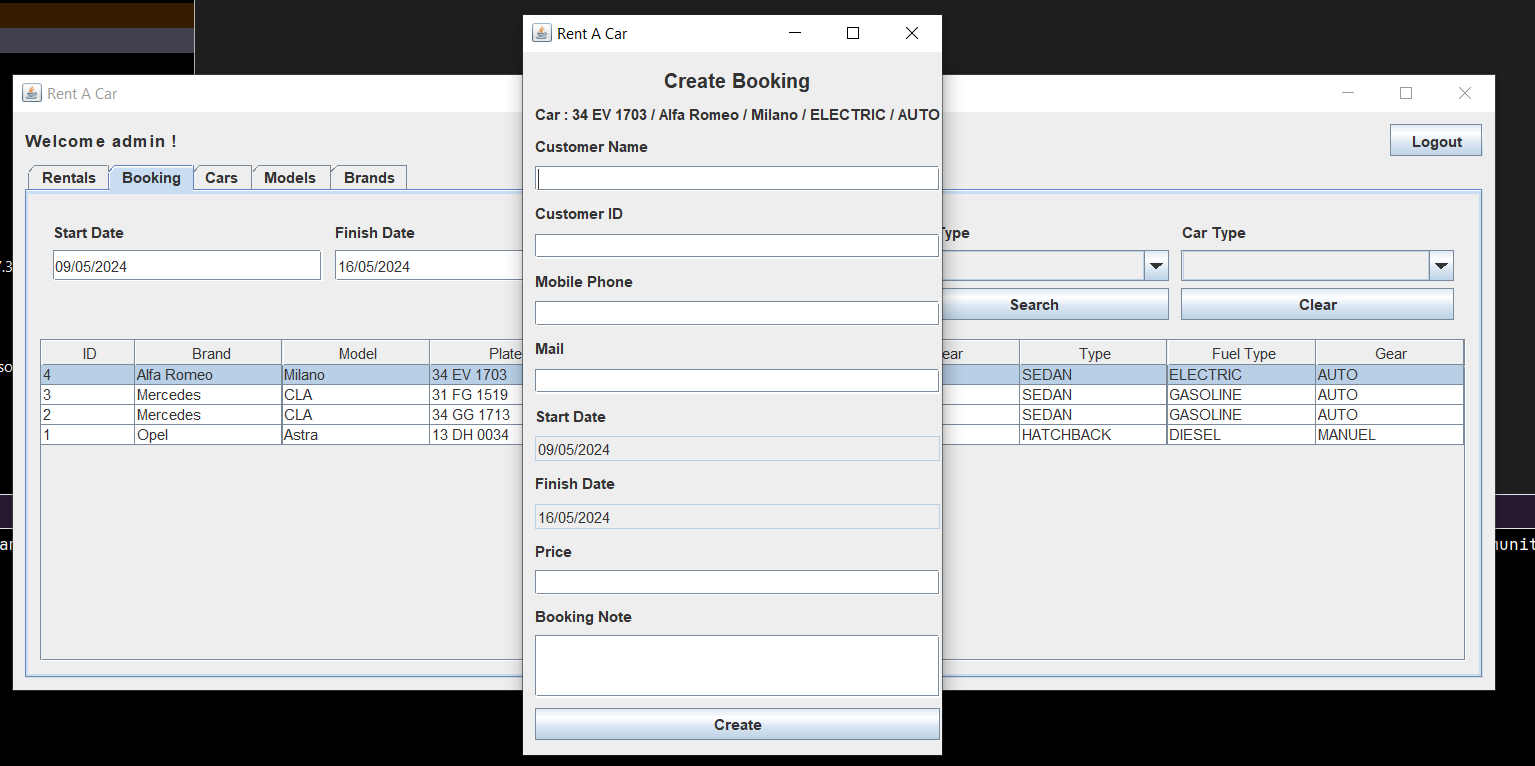 Rent A Car
Create Booking
Car : 34 EV 1703 / Alfa Romeo / Milano / ELECTRIC / AUTO
Customer Name
Customer ID
Mobile Phone
Mail
Start Date
09/05/2024
Finish Date
16/05/2024
Price
Booking Note
Create
Rent A Car
Welcome admin !
Logout
Rentals Booking Cars Models Brands
Start Date Finish Date Type Car Type
09/05/2024 16/05/2024
Search Clear
ID Brand Model Plate Type Fuel Type Gear
4 Alfa Romeo Milano 34 EV 1703 SEDAN ELECTRIC AUTO
3 Mercedes CLA 31 FG 1519 SEDAN GASOLINE AUTO
2 Mercedes CLA 34 GG 1713 SEDAN GASOLINE AUTO
1 Opel Astra 13 DH 0034 HATCHBACK DIESEL MANUEL